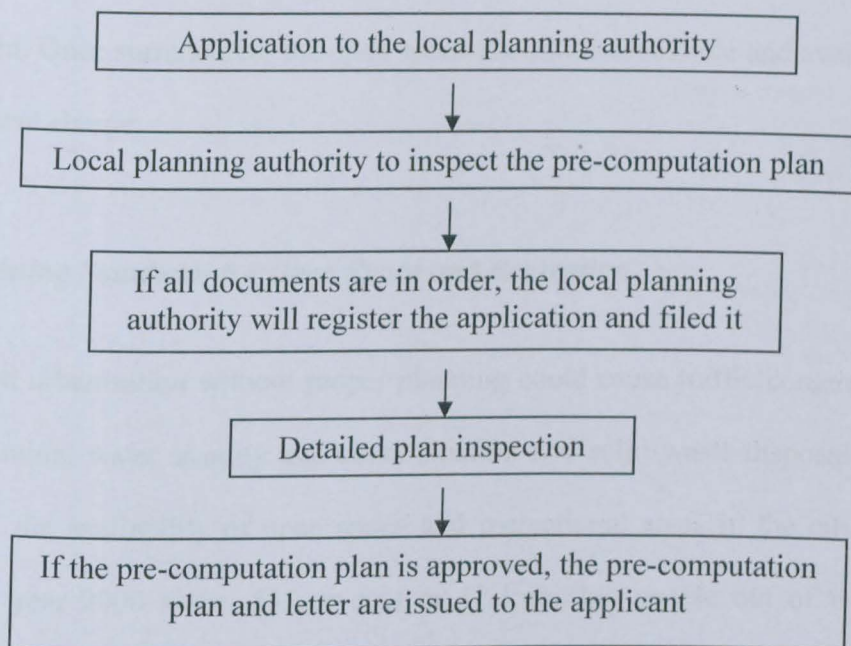 Application to the local planning authority
Local planning authority to inspect the pre-computation plan
If all documents are in order, the local planning
authority will register the application and filed it
Detailed plan inspection
If the pre-computation plan is approved, the pre-computation
plan and letter are issued to the applicant